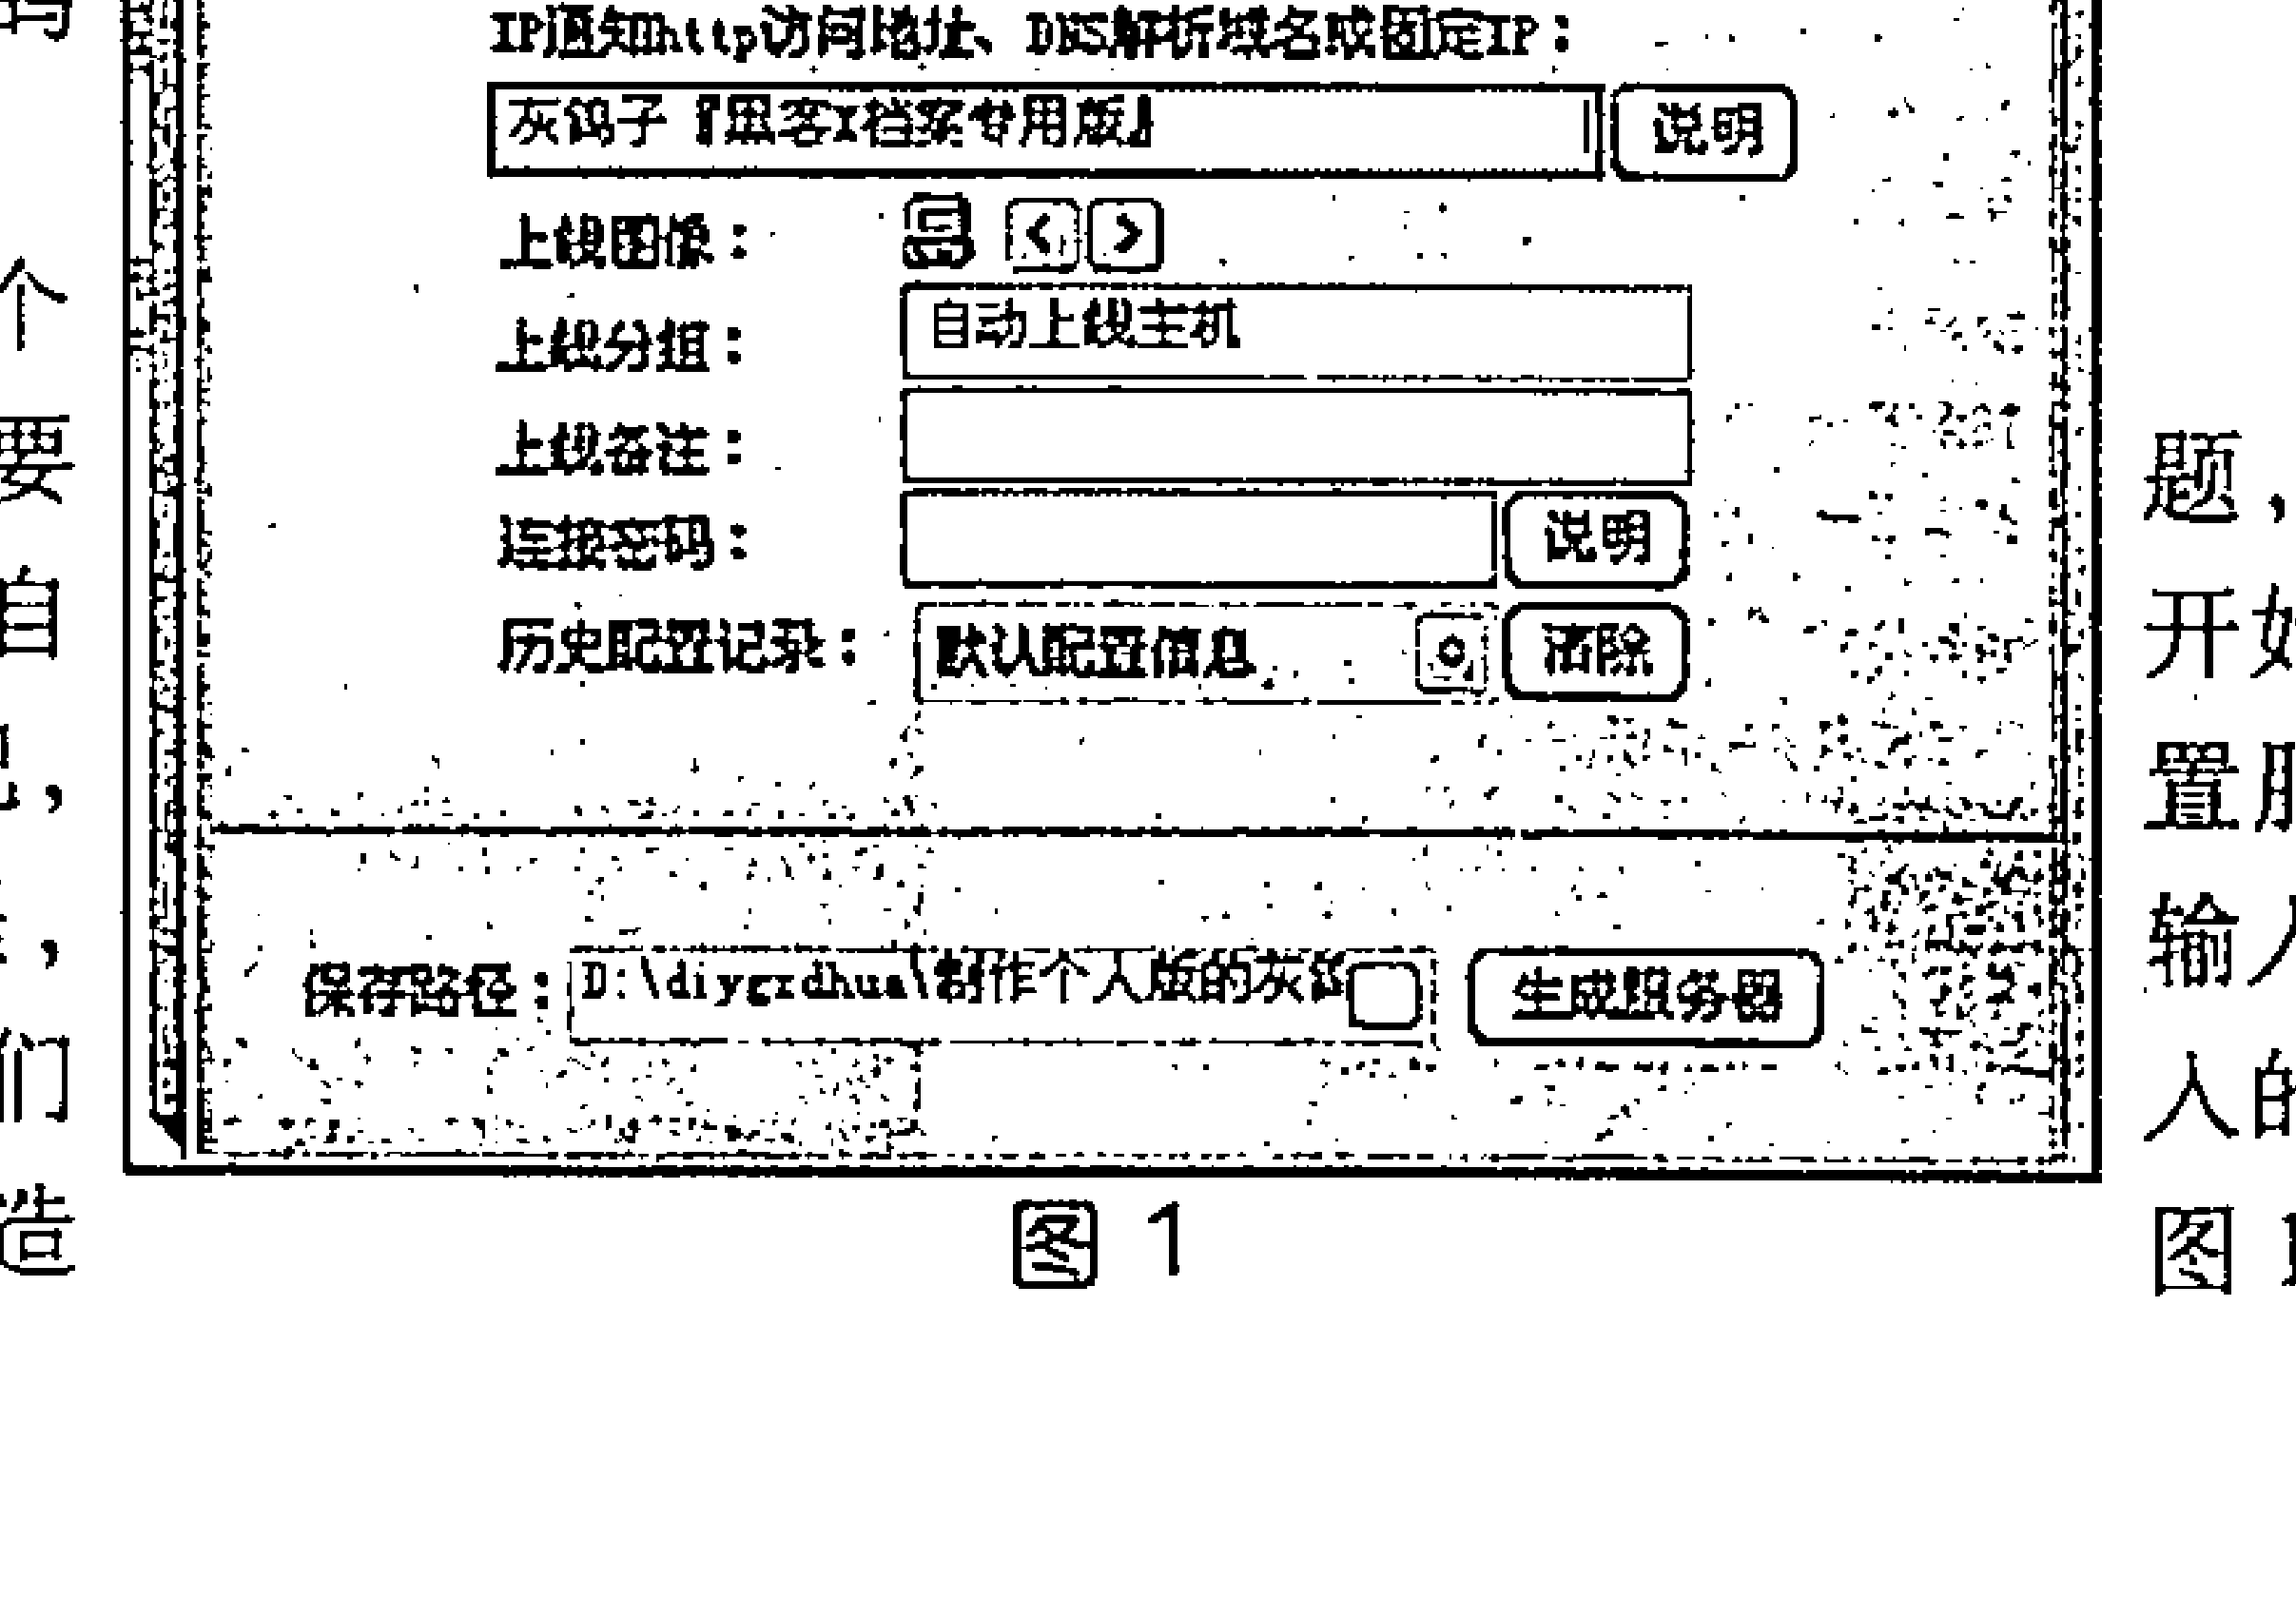 IP通知http访问地址、DNS解析域名或固定IP：
灰鸽子『黑客X档案专用版』
说明
上线图像：
< >
上线分组：
自动上线主机
上线备注：
连接密码：
说明
历史配置记录：
默认配置信息
清除
保存路径：
D:\diygzdhua\制作个人版的灰鸽
生成服务器
图 1
个
要
自
，
，
们
造
题，
开始
置服
输入
人的
图